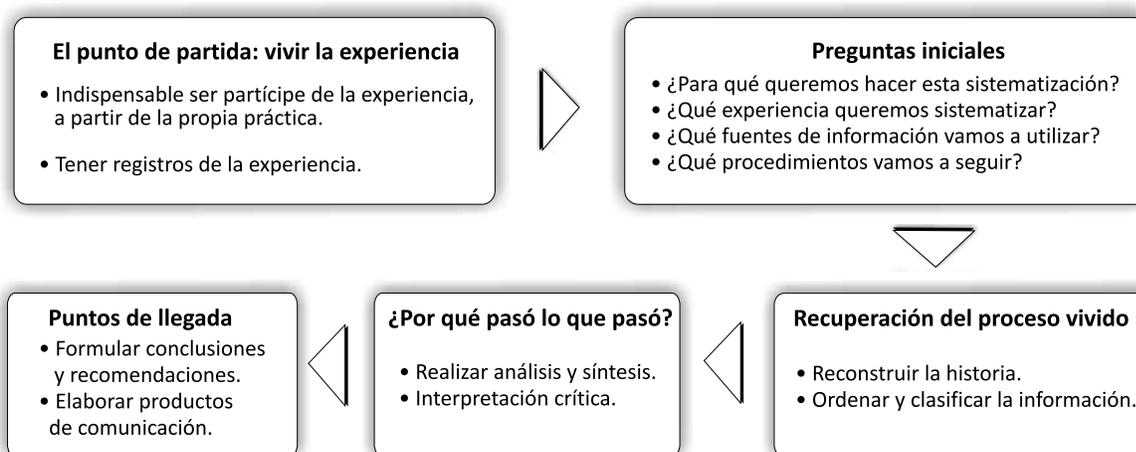 El punto de partida: vivir la experiencia
• Indispensable ser partícipe de la experiencia,
a partir de la propia práctica.
• Tener registros de la experiencia.
Preguntas iniciales
• ¿Para qué queremos hacer esta sistematización?
• ¿Qué experiencia queremos sistematizar?
• ¿Qué fuentes de información vamos a utilizar?
• ¿Qué procedimientos vamos a seguir?
Recuperación del proceso vivido
• Reconstruir la historia.
• Ordenar y clasificar la información.
¿Por qué pasó lo que pasó?
• Realizar análisis y síntesis.
• Interpretación crítica.
Puntos de llegada
• Formular conclusiones
y recomendaciones.
• Elaborar productos
de comunicación.